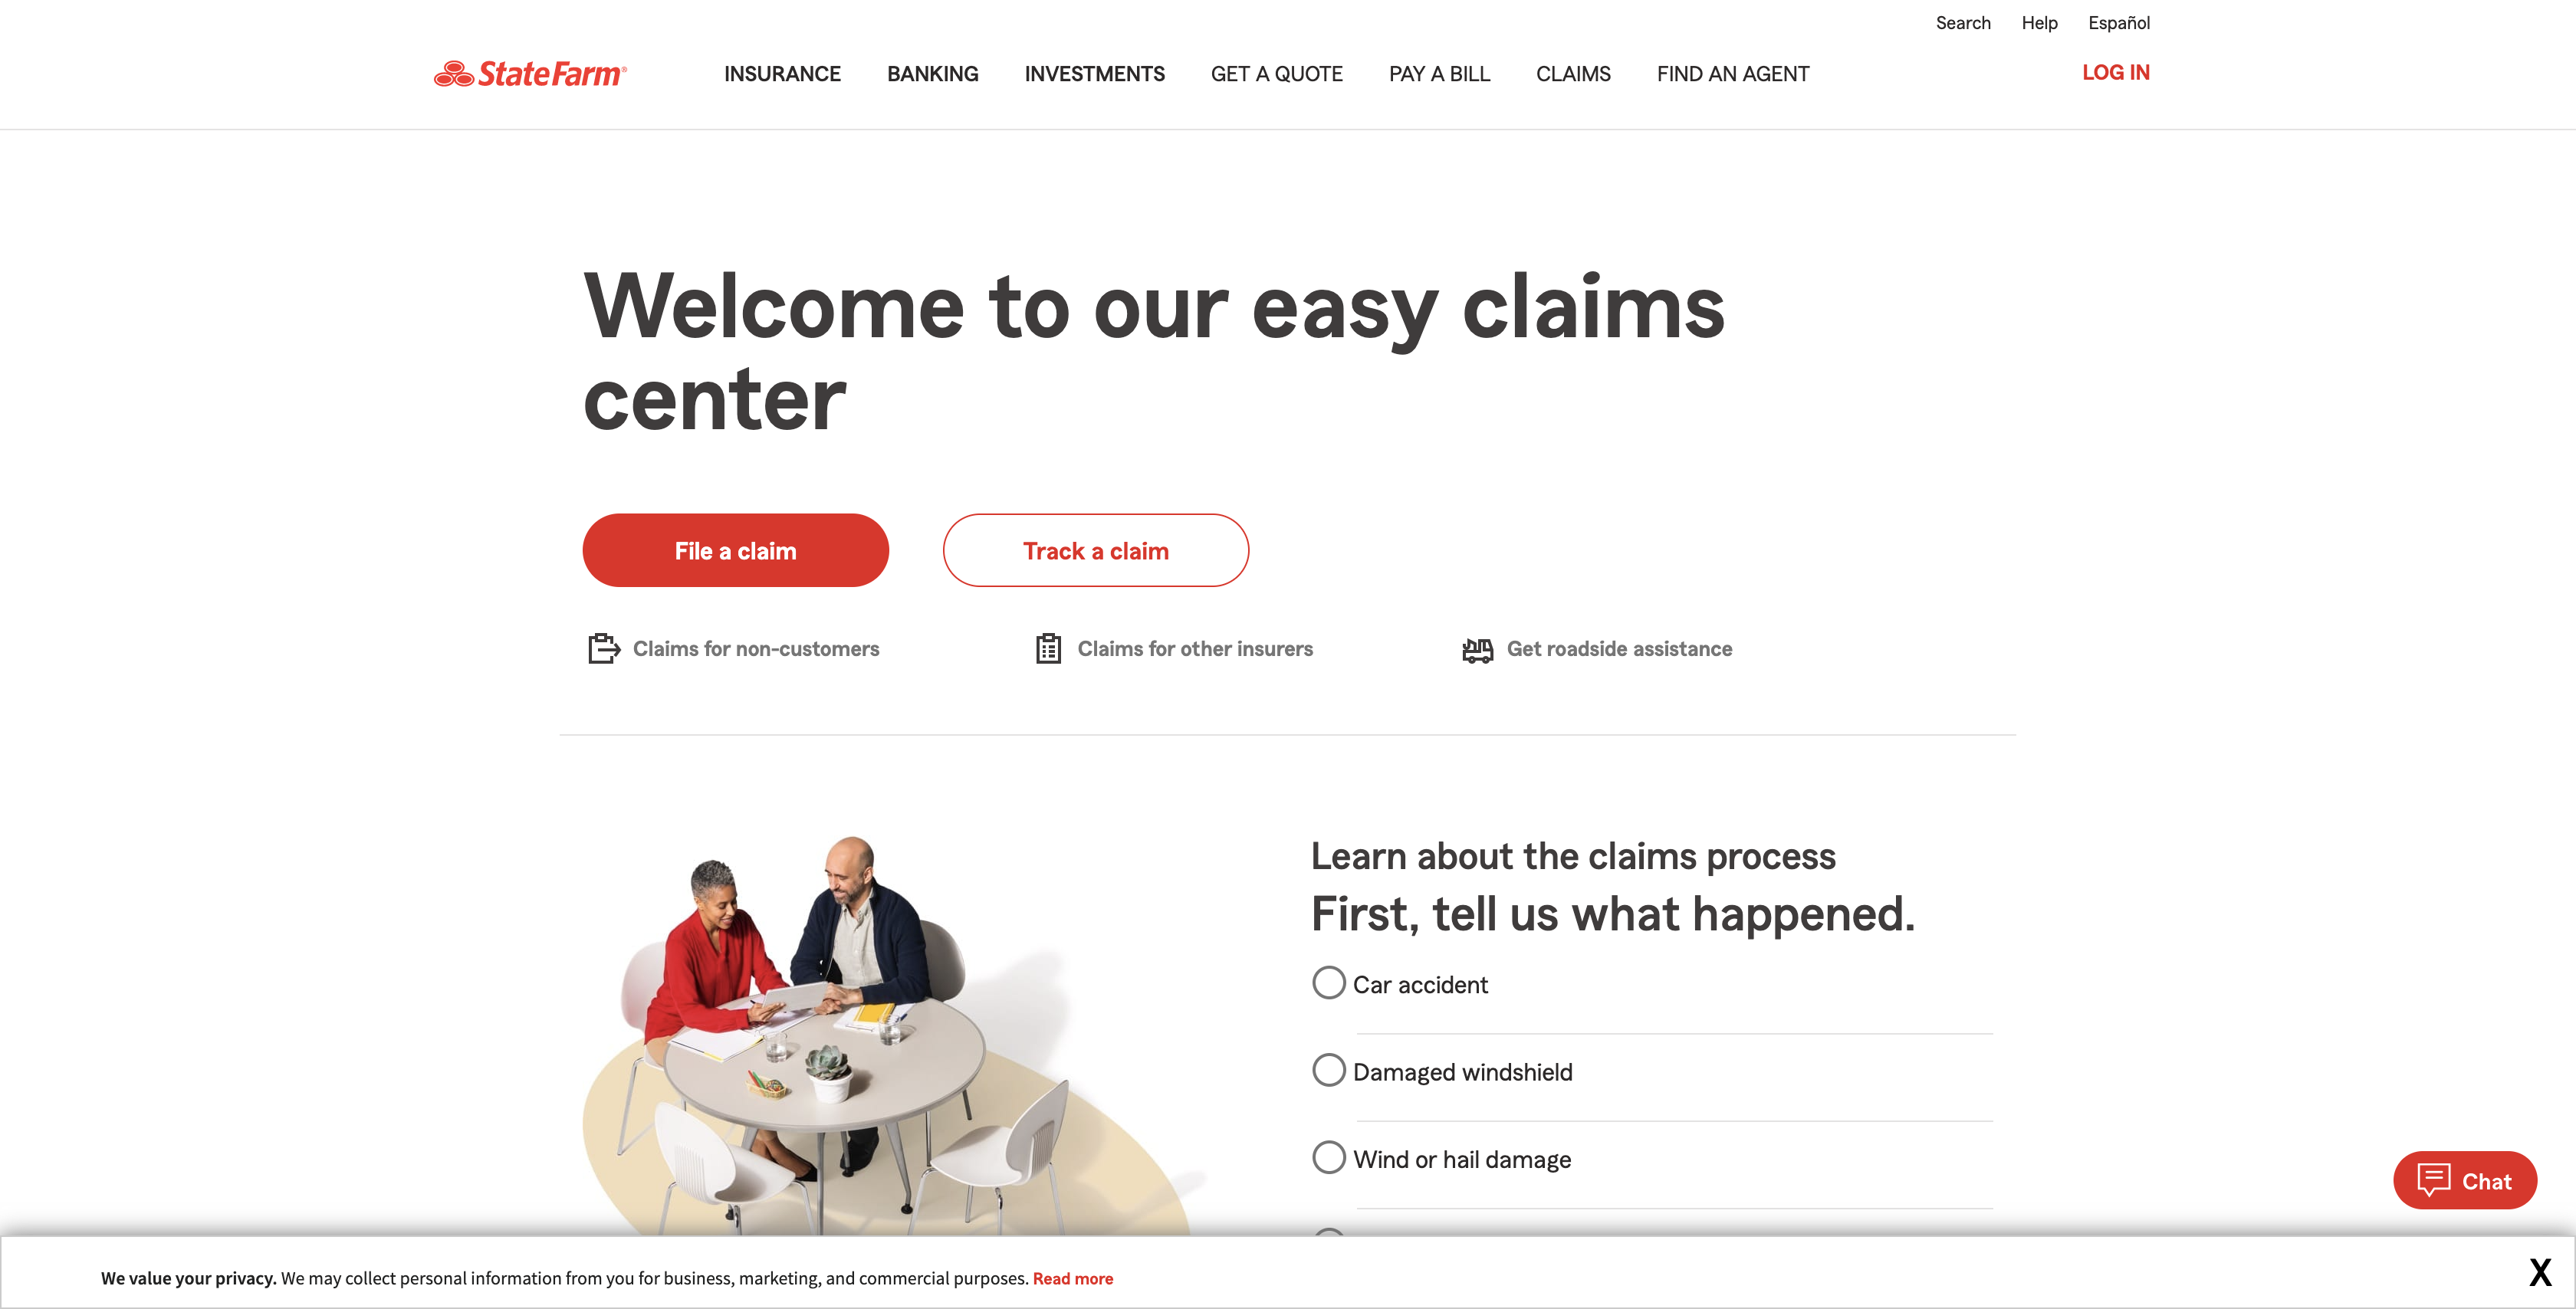 Search Help Español
State Farm® INSURANCE BANKING INVESTMENTS GET A QUOTE PAY A BILL CLAIMS FIND AN AGENT LOG IN
Welcome to our easy claims
center
File a claim Track a claim
Claims for non-customers Claims for other insurers Get roadside assistance
Learn about the claims process
First, tell us what happened.
Car accident
Damaged windshield
Wind or hail damage
Chat
We value your privacy. We may collect personal information from you for business, marketing, and commercial purposes. Read more X